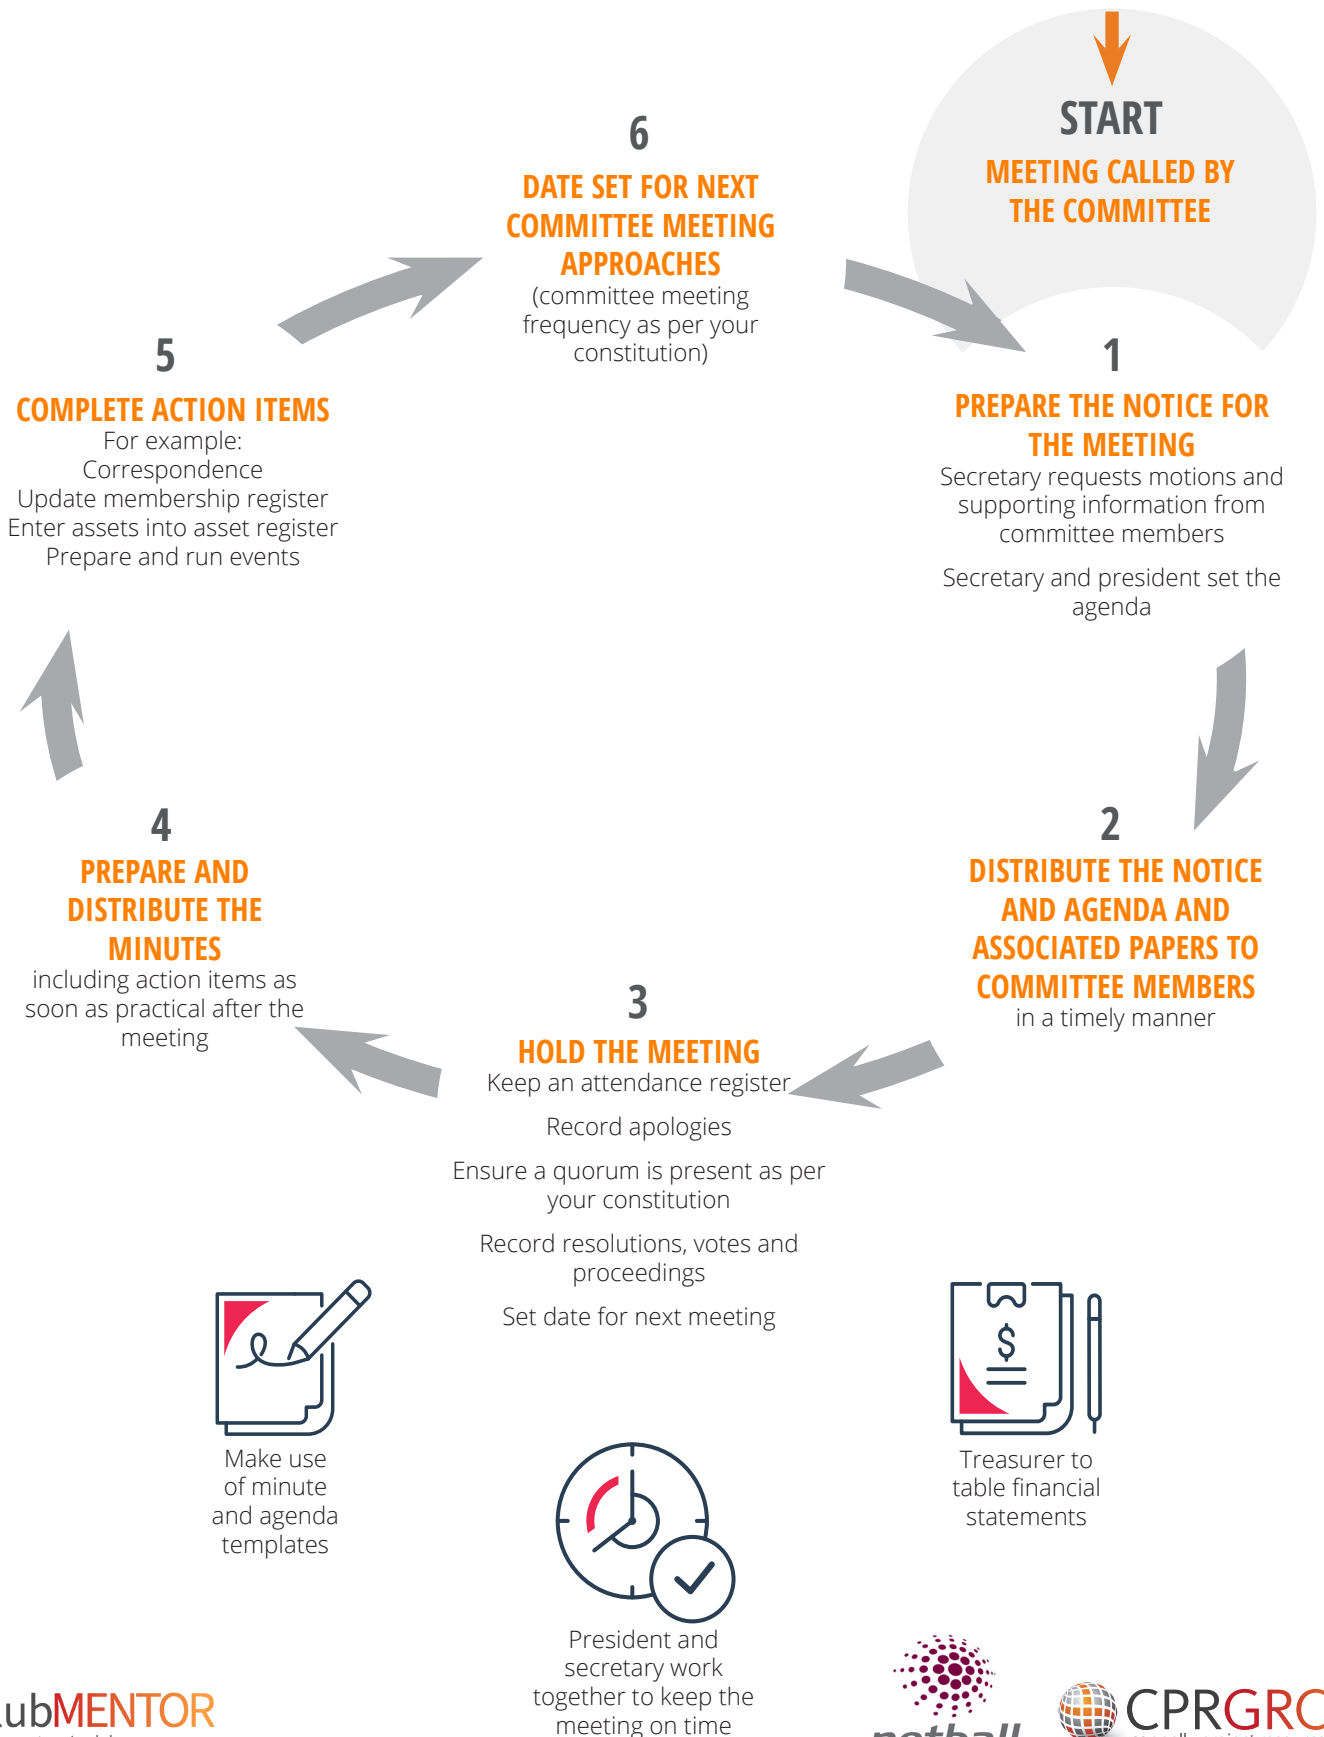 START
MEETING CALLED BY
THE COMMITTEE
1
PREPARE THE NOTICE FOR
THE MEETING
Secretary requests motions and
supporting information from
committee members
Secretary and president set the
agenda
2
DISTRIBUTE THE NOTICE
AND AGENDA AND
ASSOCIATED PAPERS TO
COMMITTEE MEMBERS
in a timely manner
3
HOLD THE MEETING
Keep an attendance register
Record apologies
Ensure a quorum is present as per
your constitution
Record resolutions, votes and
proceedings
Set date for next meeting
4
PREPARE AND
DISTRIBUTE THE
MINUTES
including action items as
soon as practical after the
meeting
5
COMPLETE ACTION ITEMS
For example:
Correspondence
Update membership register
Enter assets into asset register
Prepare and run events
6
DATE SET FOR NEXT
COMMITTEE MEETING
APPROACHES
(committee meeting
frequency as per your
constitution)
Make use
of minute
and agenda
templates
$
Treasurer to
table financial
statements
President and
secretary work
together to keep the
meeting on time
ubMENTOR
netball
CPRGRC